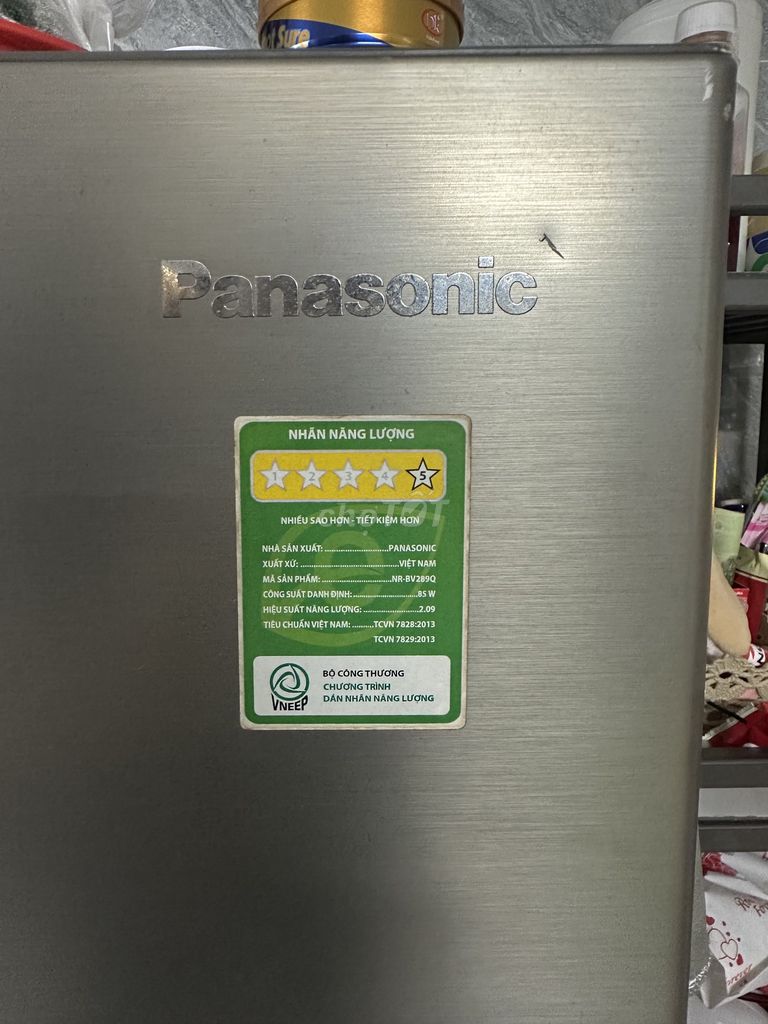 Sure
Panasonic
NHÃN NĂNG LƯỢNG
1 2 3 4 5
NHIỀU SAO HƠN - TIẾT KIỆM HƠN
chợTỐT
NHÀ SẢN XUẤT: ............................PANASONIC
XUẤT XỨ: ..........................................VIỆT NAM
MÃ SẢN PHẨM: ..............................NR-BV289Q
CÔNG SUẤT DANH ĐỊNH: ...........................85 W
HIỆU SUẤT NĂNG LƯỢNG: ........................2.09
TIÊU CHUẨN VIỆT NAM: ..........TCVN 7828:2013
TCVN 7829:2013
VNEEP
BỘ CÔNG THƯƠNG
CHƯƠNG TRÌNH
DÁN NHÃN NĂNG LƯỢNG